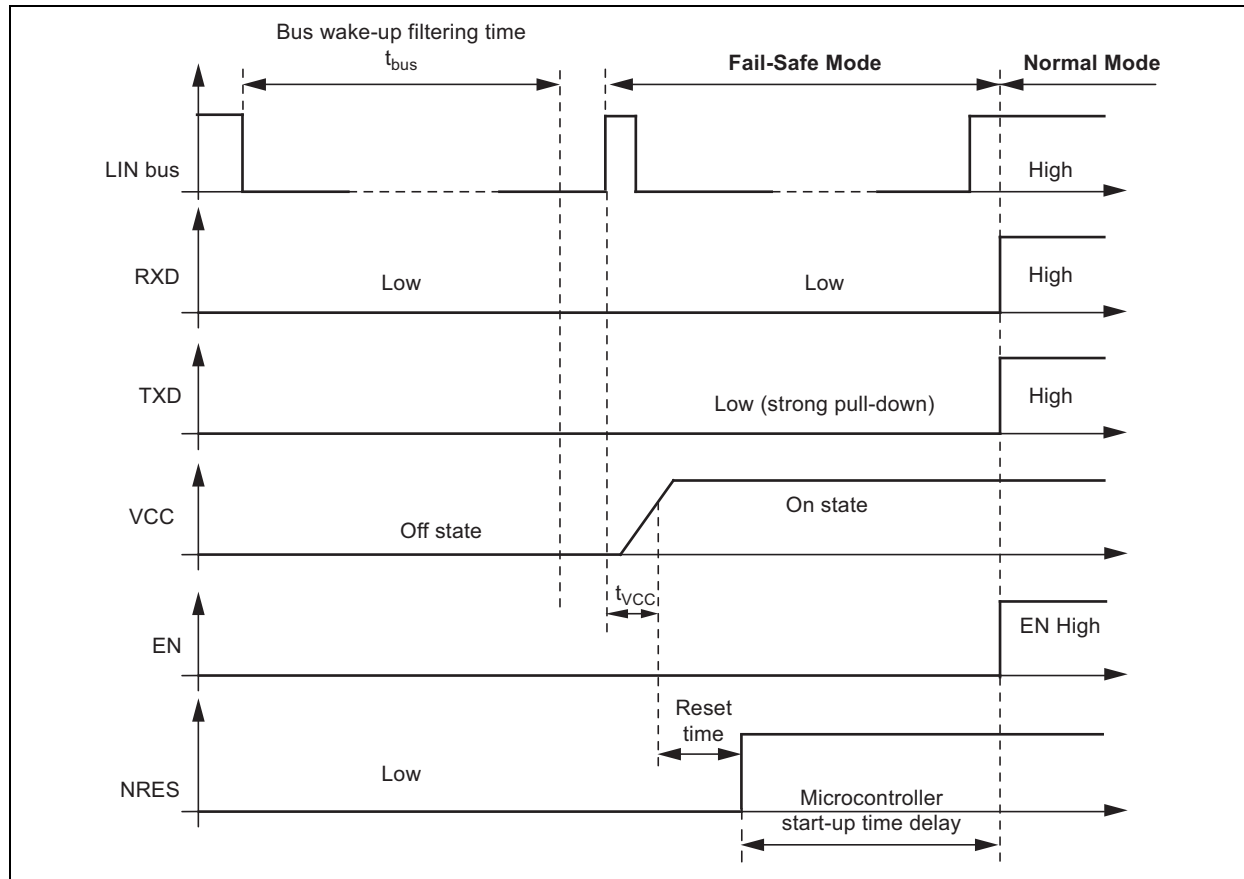 Bus wake-up filtering time
tbus
Fail-Safe Mode
Normal Mode
LIN bus
High
RXD
Low
Low
High
TXD
Low (strong pull-down)
High
VCC
Off state
On state
tVCC
EN
EN High
Reset
time
NRES
Low
Microcontroller
start-up time delay